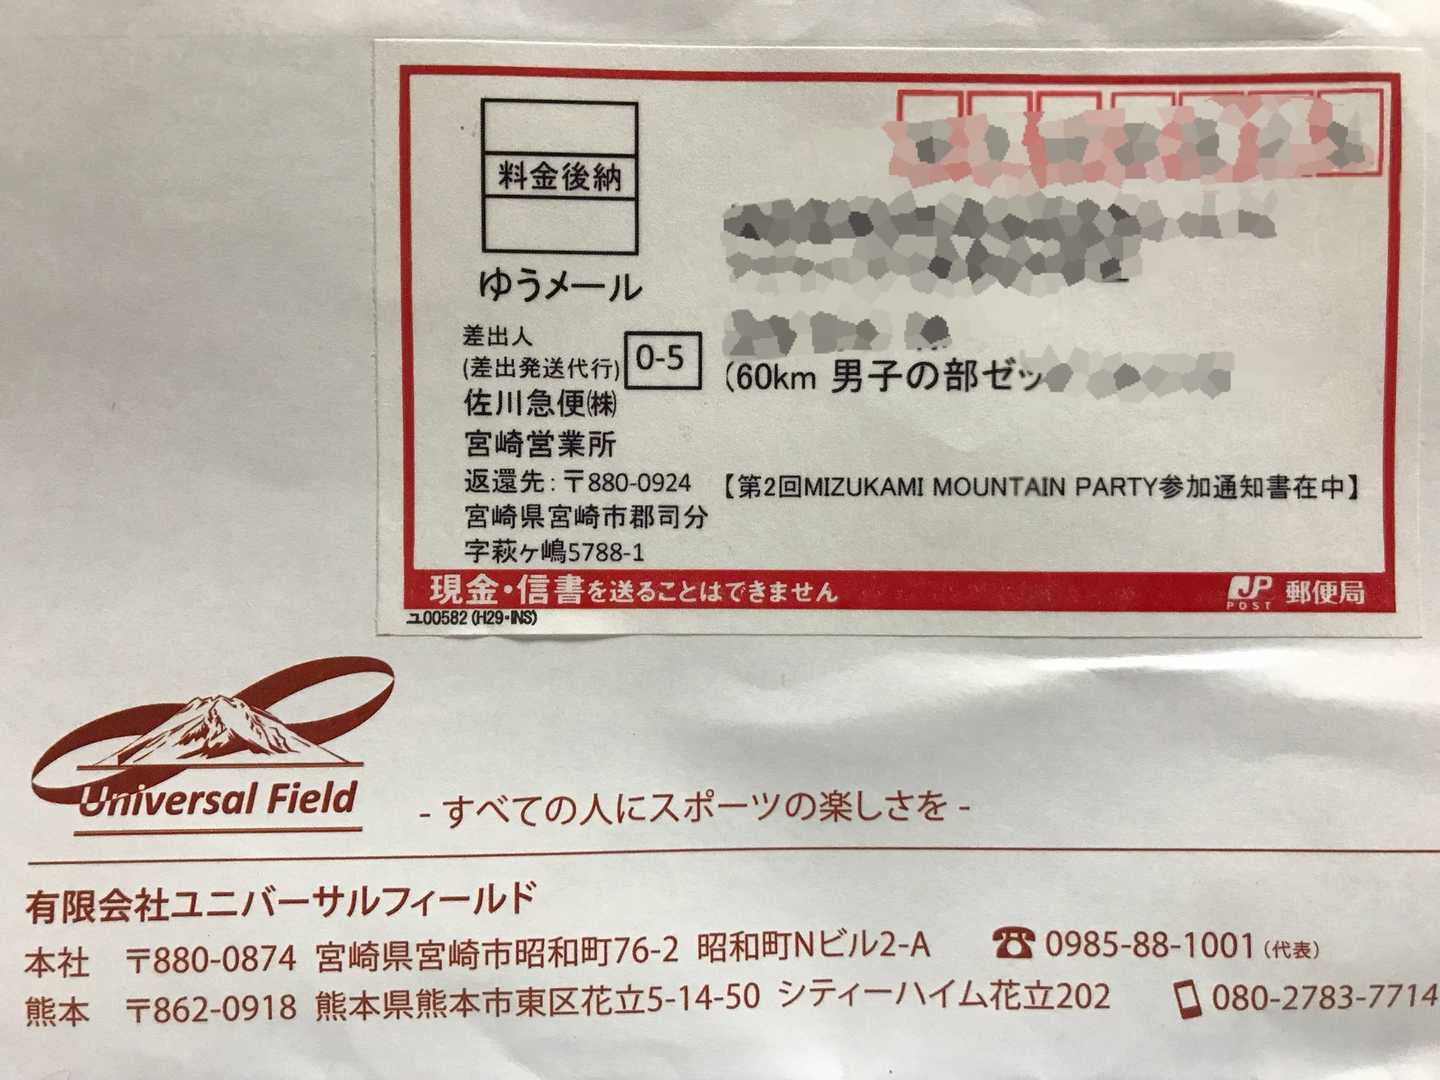 料金後納
ゆうメール
差出人
(差出発送代行)
0-5
佐川急便㈱
宮崎営業所
返還先:〒880-0924
宮崎県宮崎市郡司分
字萩ヶ嶋5788-1
(60km 男子の部ゼッ
【第2回MIZUKAMI MOUNTAIN PARTY参加通知書在中】
現金・信書を送ることはできません
JP POST 郵便局
ユ00582(H29・INS)
Universal Field
- すべての人にスポーツの楽しさを -
有限会社ユニバーサルフィールド
本社 〒880-0874 宮崎県宮崎市昭和町76-2 昭和町Nビル2-A ☎0985-88-1001(代表)
熊本 〒862-0918 熊本県熊本市東区花立5-14-50 シティーハイム花立202 080-2783-7714